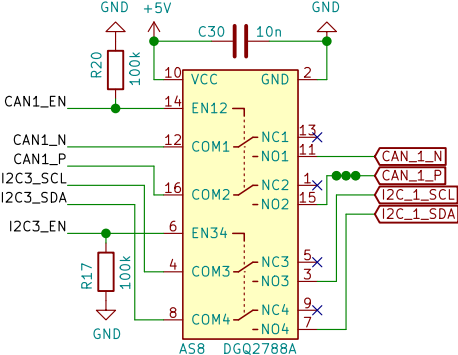 GND +5V GND
C30 10n
R20 100k
10 VCC GND 2
CAN1_EN 14 EN12
13 NC1
CAN1_N 12 COM1 NO1 11 CAN_1_N
CAN1_P
I2C3_SCL 16 COM2 NC2 1 CAN_1_P
I2C3_SDA NO2 15 I2C_1_SCL
I2C_1_SDA
I2C3_EN 6 EN34
R17 100k
4 COM3 NC3 5
NO3 3
NC4 9
8 COM4 NO4 7
GND
AS8 DGQ2788A